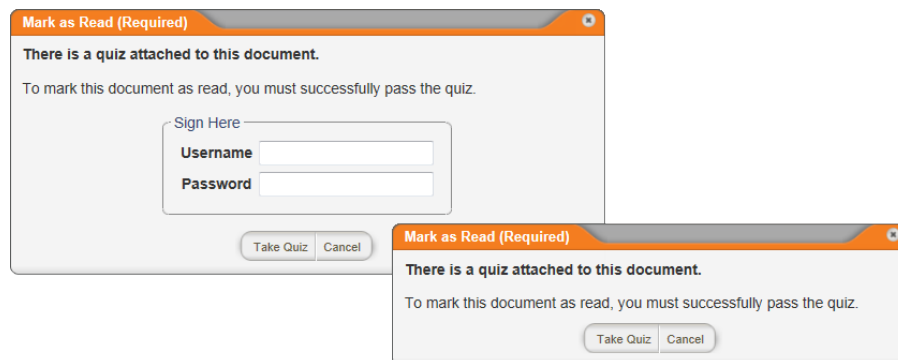 Mark as Read (Required)
There is a quiz attached to this document.
To mark this document as read, you must successfully pass the quiz.
Sign Here
Username
Password
Take Quiz Cancel
Mark as Read (Required)
There is a quiz attached to this document.
To mark this document as read, you must successfully pass the quiz.
Take Quiz Cancel